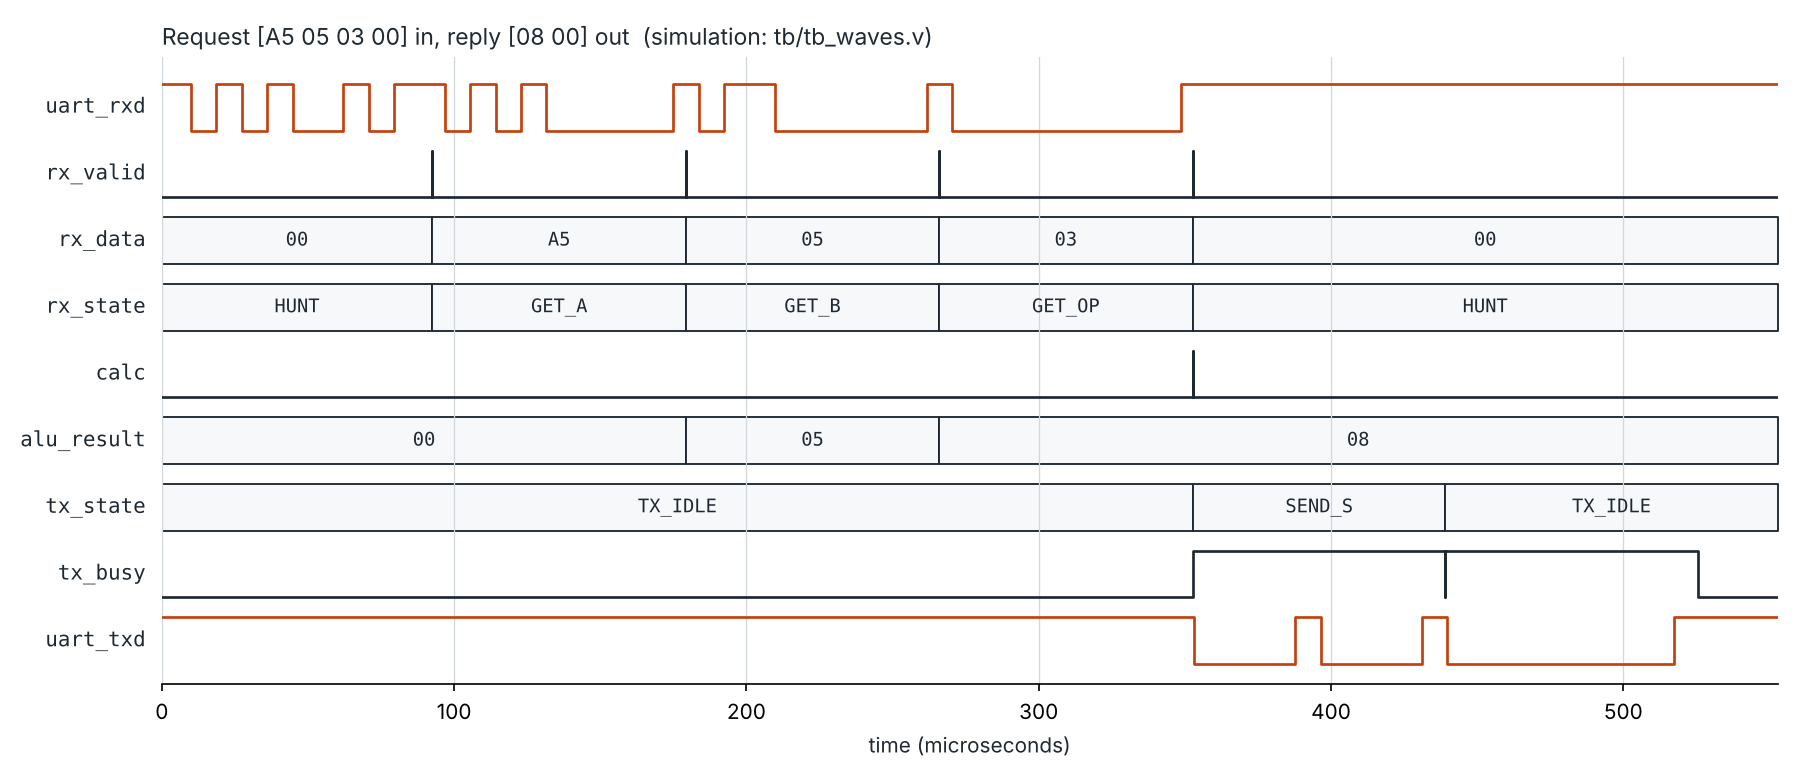 Request [A5 05 03 00] in, reply [08 00] out (simulation: tb/tb_waves.v)
uart_rxd
rx_valid
rx_data 00 A5 05 03 00
rx_state HUNT GET_A GET_B GET_OP HUNT
calc
alu_result 00 05 08
tx_state TX_IDLE SEND_S TX_IDLE
tx_busy
uart_txd
0 100 200 300 400 500
time (microseconds)